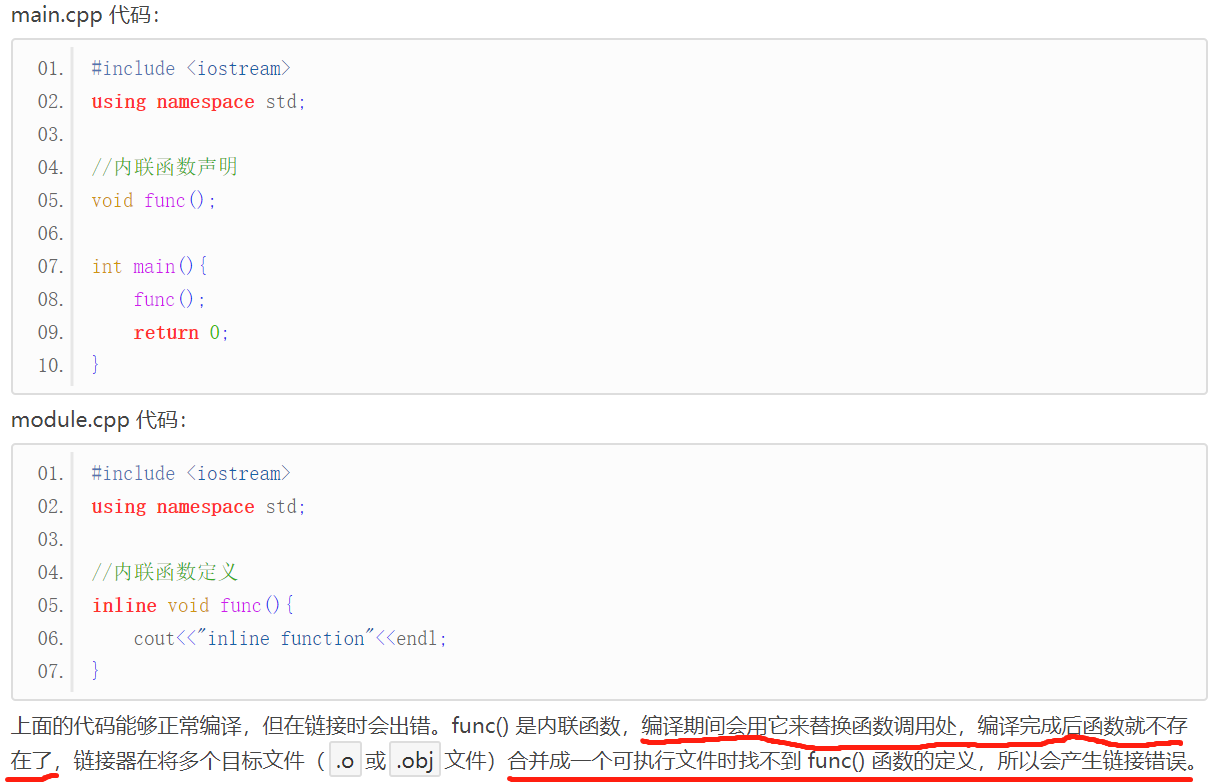 main.cpp 代码：
01. #include <iostream>
02. using namespace std;
03.
04. //内联函数声明
05. void func();
06.
07. int main(){
08.     func();
09.     return 0;
10. }
module.cpp 代码：
01. #include <iostream>
02. using namespace std;
03.
04. //内联函数定义
05. inline void func(){
06.     cout<<"inline function"<<endl;
07. }
上面的代码能够正常编译，但在链接时会出错。func() 是内联函数，编译期间会用它来替换函数调用处，编译完成后函数就不存
在了，链接器在将多个目标文件（ .o 或 .obj 文件）合并成一个可执行文件时找不到 func() 函数的定义，所以会产生链接错误。